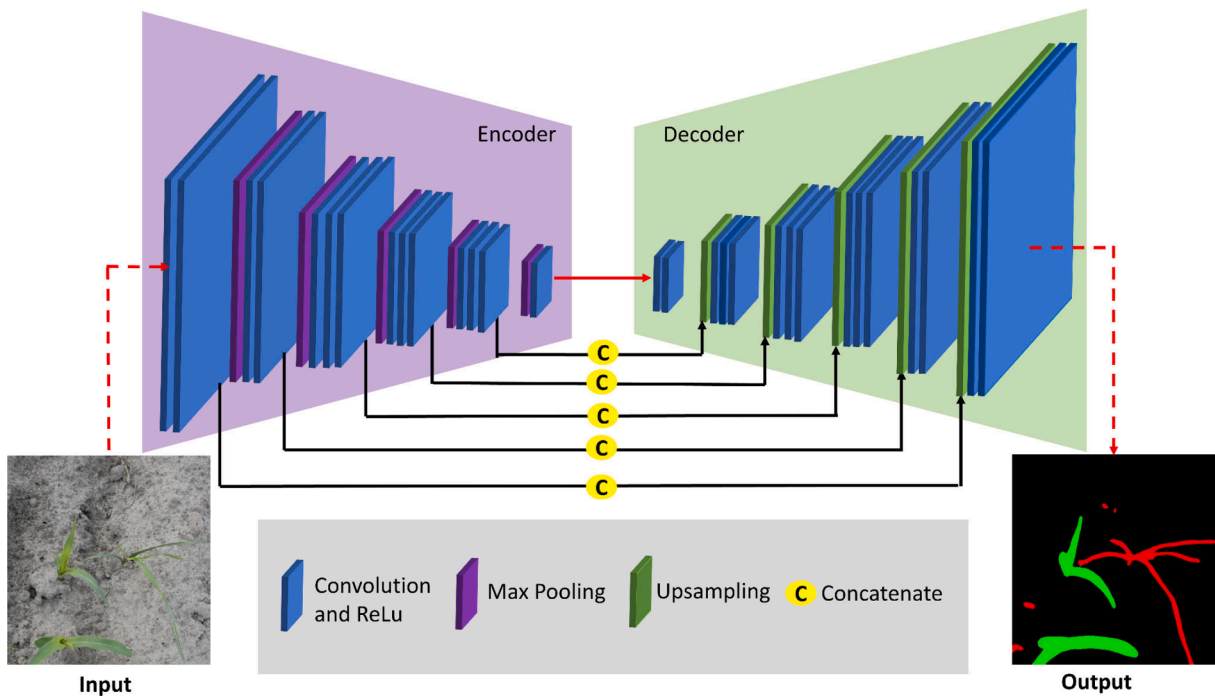 Encoder
Decoder
C
C
C
C
C
Convolution
and ReLu
Max Pooling
Upsampling
C Concatenate
Input
Output